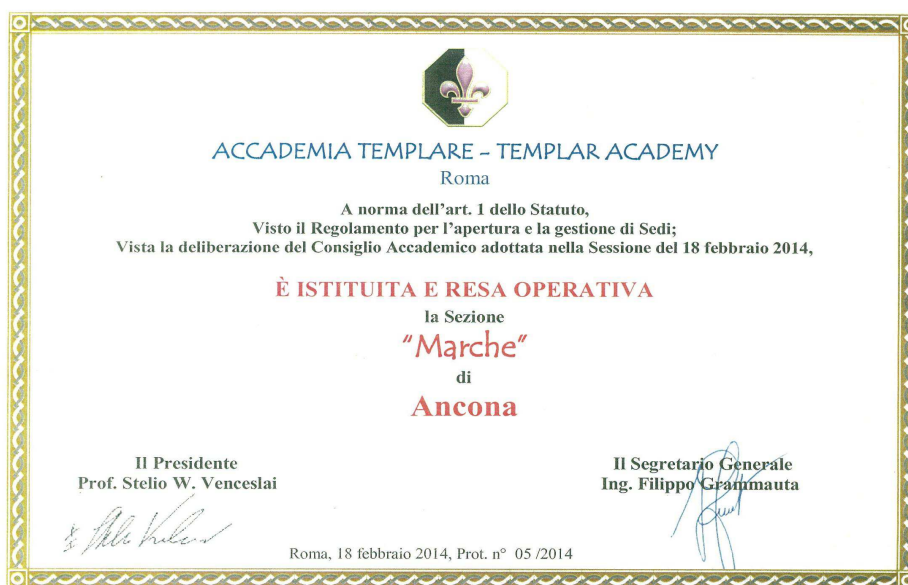 ACCADEMIA TEMPLARE – TEMPLAR ACADEMY
Roma
A norma dell'art. 1 dello Statuto,
Visto il Regolamento per l'apertura e la gestione di Sedi;
Vista la deliberazione del Consiglio Accademico adottata nella Sessione del 18 febbraio 2014,
È ISTITUITA E RESA OPERATIVA
la Sezione
"Marche"
di
Ancona
Il Presidente
Prof. Stelio W. Venceslai
Il Segretario Generale
Ing. Filippo Grammauta
Roma, 18 febbraio 2014, Prot. n° 05 /2014